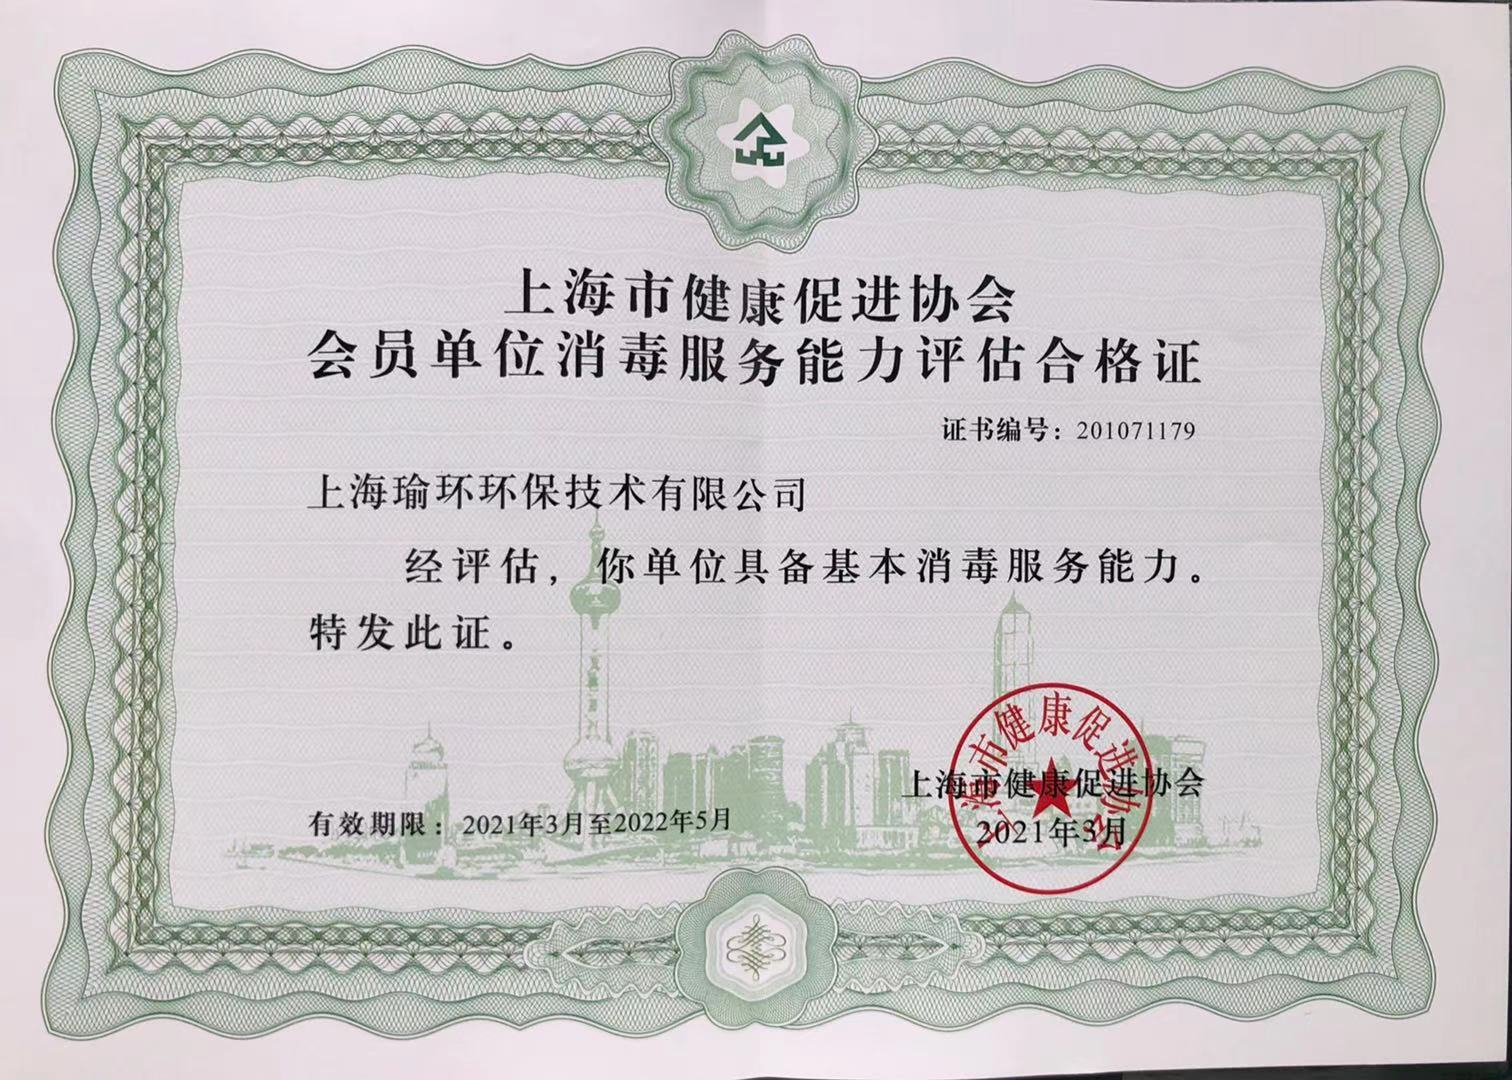 上海市健康促进协会
会员单位消毒服务能力评估合格证
证书编号：201071179
上海瑜环环保技术有限公司
经评估，你单位具备基本消毒服务能力。
特发此证。
上海市健康促进协会
上海市健康促进协会
有效期限：2021年3月至2022年5月
2021年3月